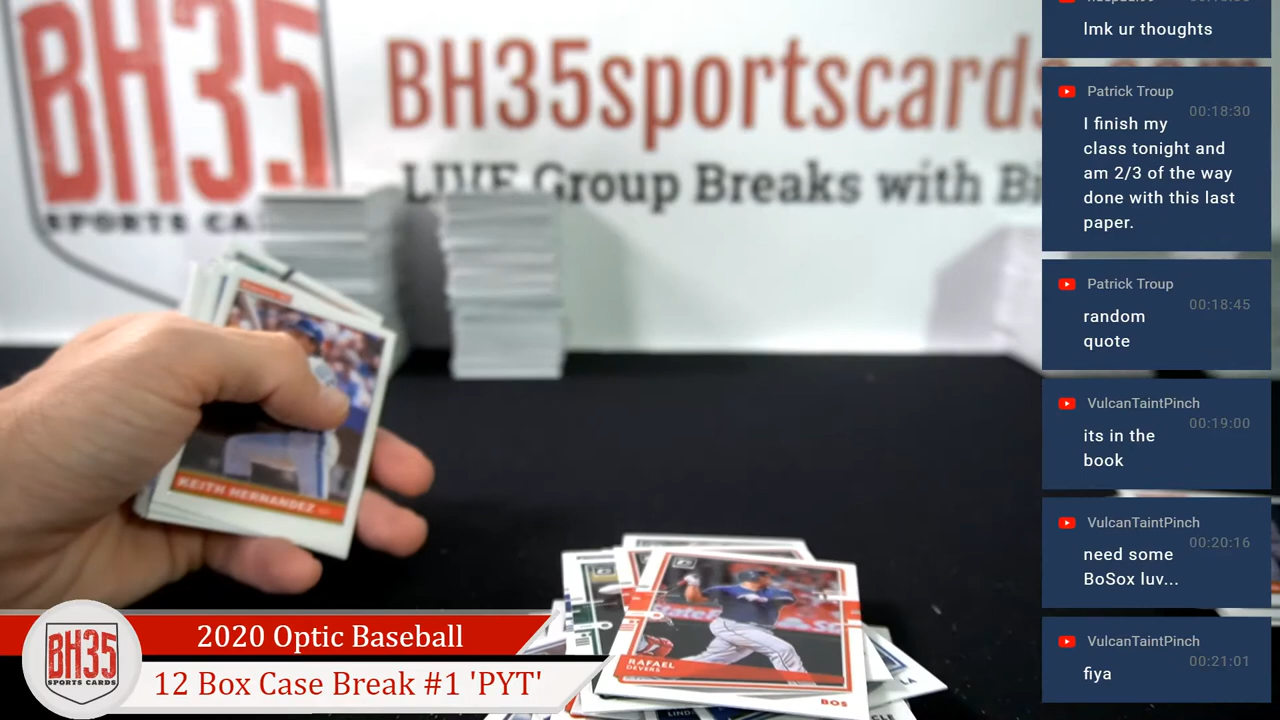 BH35
SPORTS CA
BH35sportscards.com
LIVE Group Breaks with B
KEITH HERNANDEZ
RAFAEL
DEVERS
BOS
LA
LIND
2020 Optic Baseball
12 Box Case Break #1 'PYT'
BH35
SPORTS CARDS
lmk ur thoughts
Patrick Troup
00:18:30
I finish my
class tonight and
am 2/3 of the way
done with this last
paper.
Patrick Troup
00:18:45
random
quote
VulcanTaintPinch
00:19:00
its in the
book
VulcanTaintPinch
00:20:16
need some
BoSox luv...
VulcanTaintPinch
00:21:01
fiya